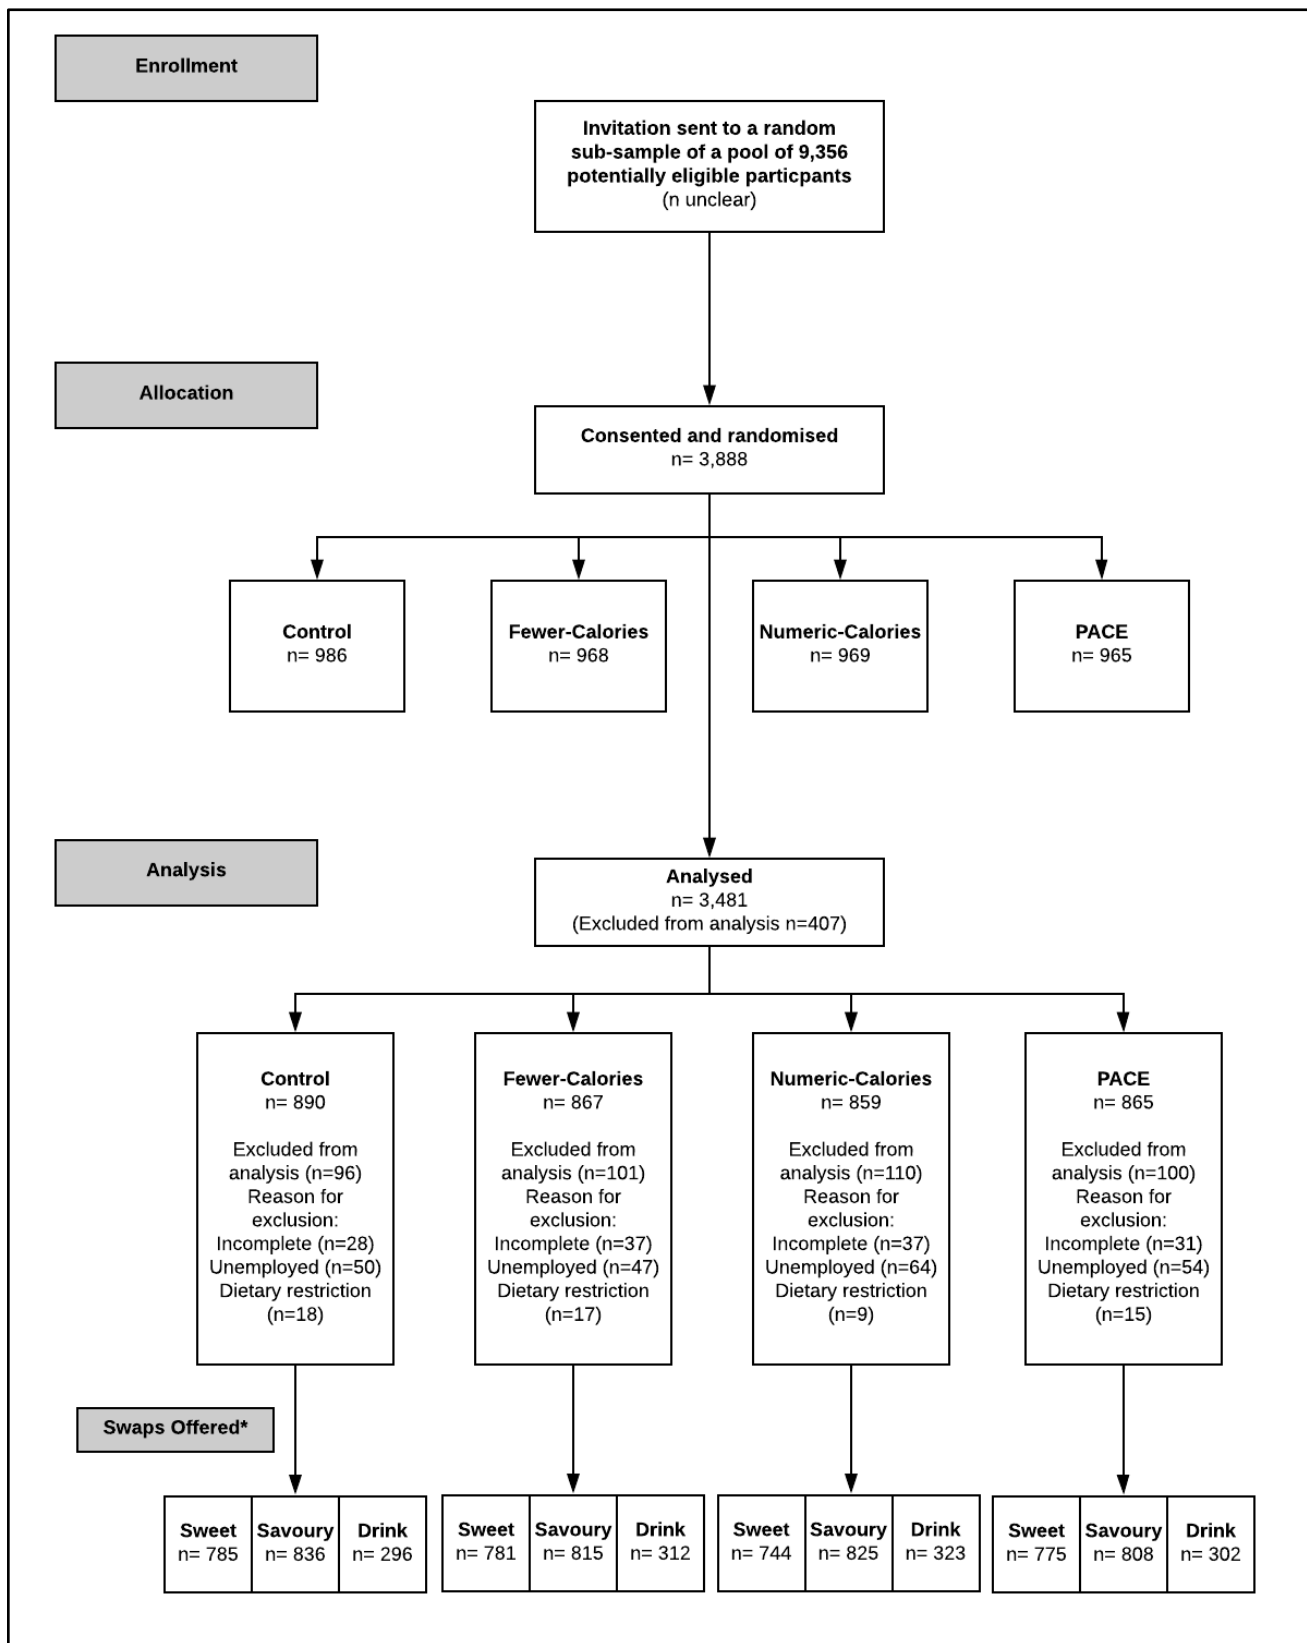 Enrollment
Invitation sent to a random
sub-sample of a pool of 9,356
potentially eligible particpants
(n unclear)
Allocation
Consented and randomised
n= 3,888
Control
n= 986
Fewer-Calories
n= 968
Numeric-Calories
n= 969
PACE
n= 965
Analysis
Analysed
n= 3,481
(Excluded from analysis n=407)
Control
n= 890
Excluded from
analysis (n=96)
Reason for
exclusion:
Incomplete (n=28)
Unemployed (n=50)
Dietary restriction
(n=18)
Fewer-Calories
n= 867
Excluded from
analysis (n=101)
Reason for
exclusion:
Incomplete (n=37)
Unemployed (n=47)
Dietary restriction
(n=17)
Numeric-Calories
n= 859
Excluded from
analysis (n=110)
Reason for
exclusion:
Incomplete (n=37)
Unemployed (n=64)
Dietary restriction
(n=9)
PACE
n= 865
Excluded from
analysis (n=100)
Reason for
exclusion:
Incomplete (n=31)
Unemployed (n=54)
Dietary restriction
(n=15)
Swaps Offered*
Sweet
n= 785
Savoury
n= 836
Drink
n= 296
Sweet
n= 781
Savoury
n= 815
Drink
n= 312
Sweet
n= 744
Savoury
n= 825
Drink
n= 323
Sweet
n= 775
Savoury
n= 808
Drink
n= 302